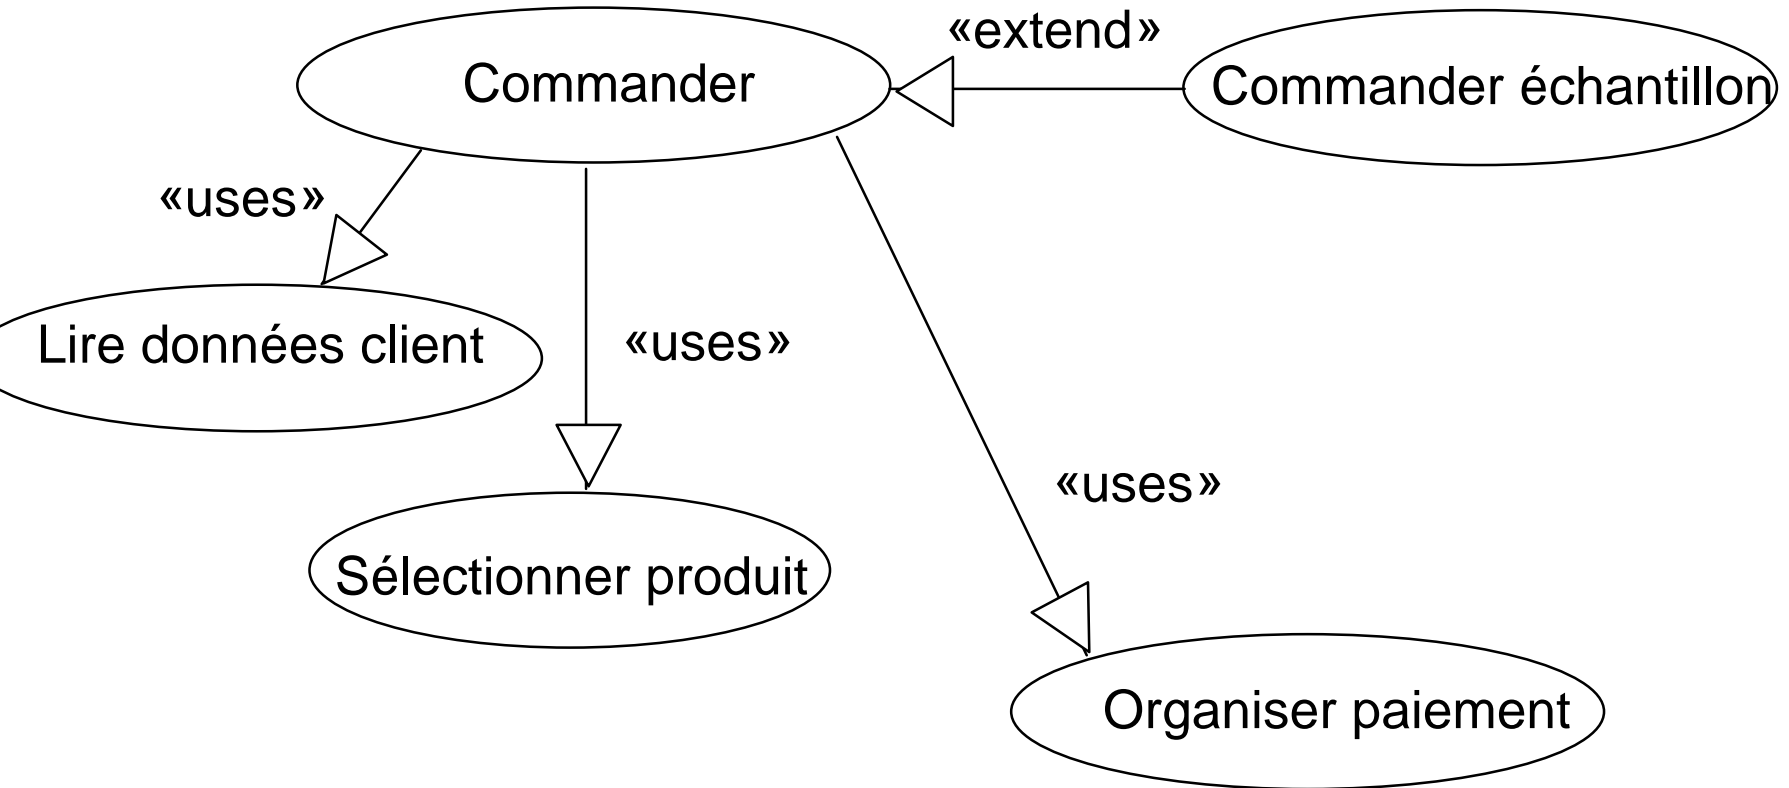 «extend»
Commander
Commander échantillon
«uses»
Lire données client
«uses»
«uses»
Sélectionner produit
Organiser paiement